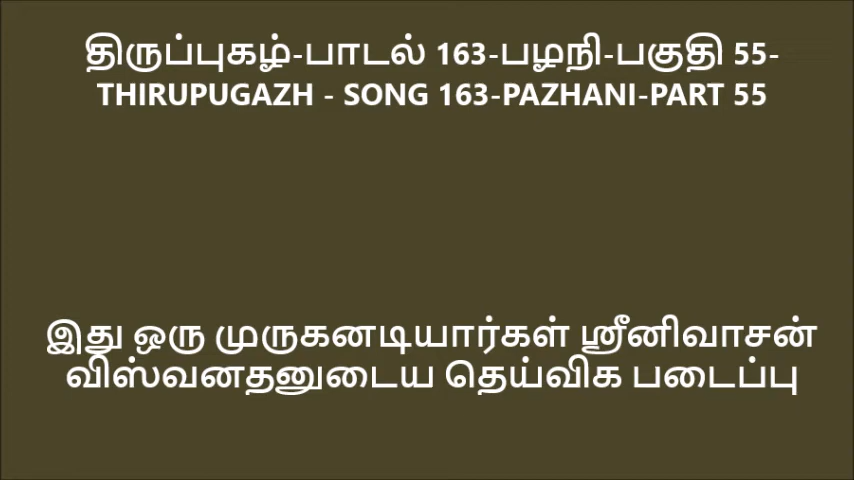 திருப்புகழ்-பாடல் 163-பழநி-பகுதி 55-
THIRUPUGAZH - SONG 163-PAZHANI-PART 55
இது ஒரு முருகனடியார்கள் ஸ்ரீனிவாசன்
விஸ்வனதனுடைய தெய்விக படைப்பு